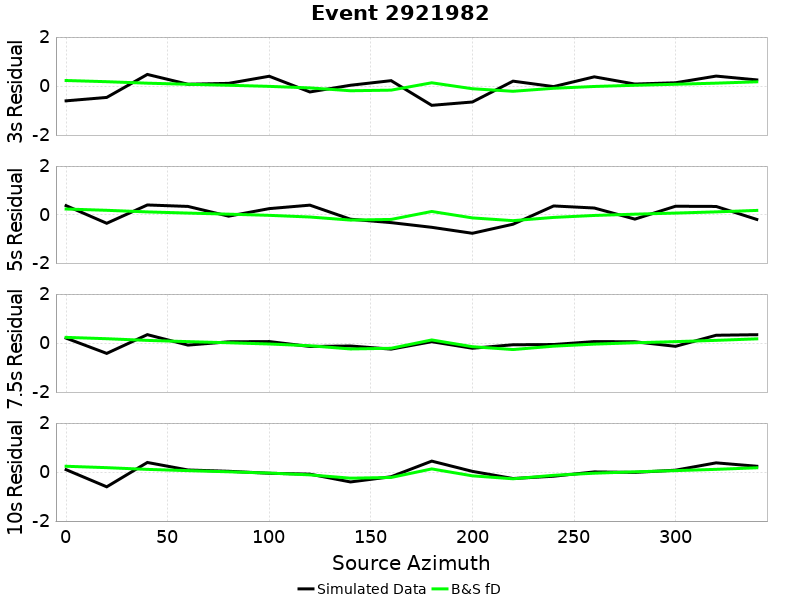 Event 2921982
3s Residual
2
0
-2
5s Residual
2
0
-2
7.5s Residual
2
0
-2
10s Residual
2
0
-2
0 50 100 150 200 250 300
Source Azimuth
Simulated Data B&S fD